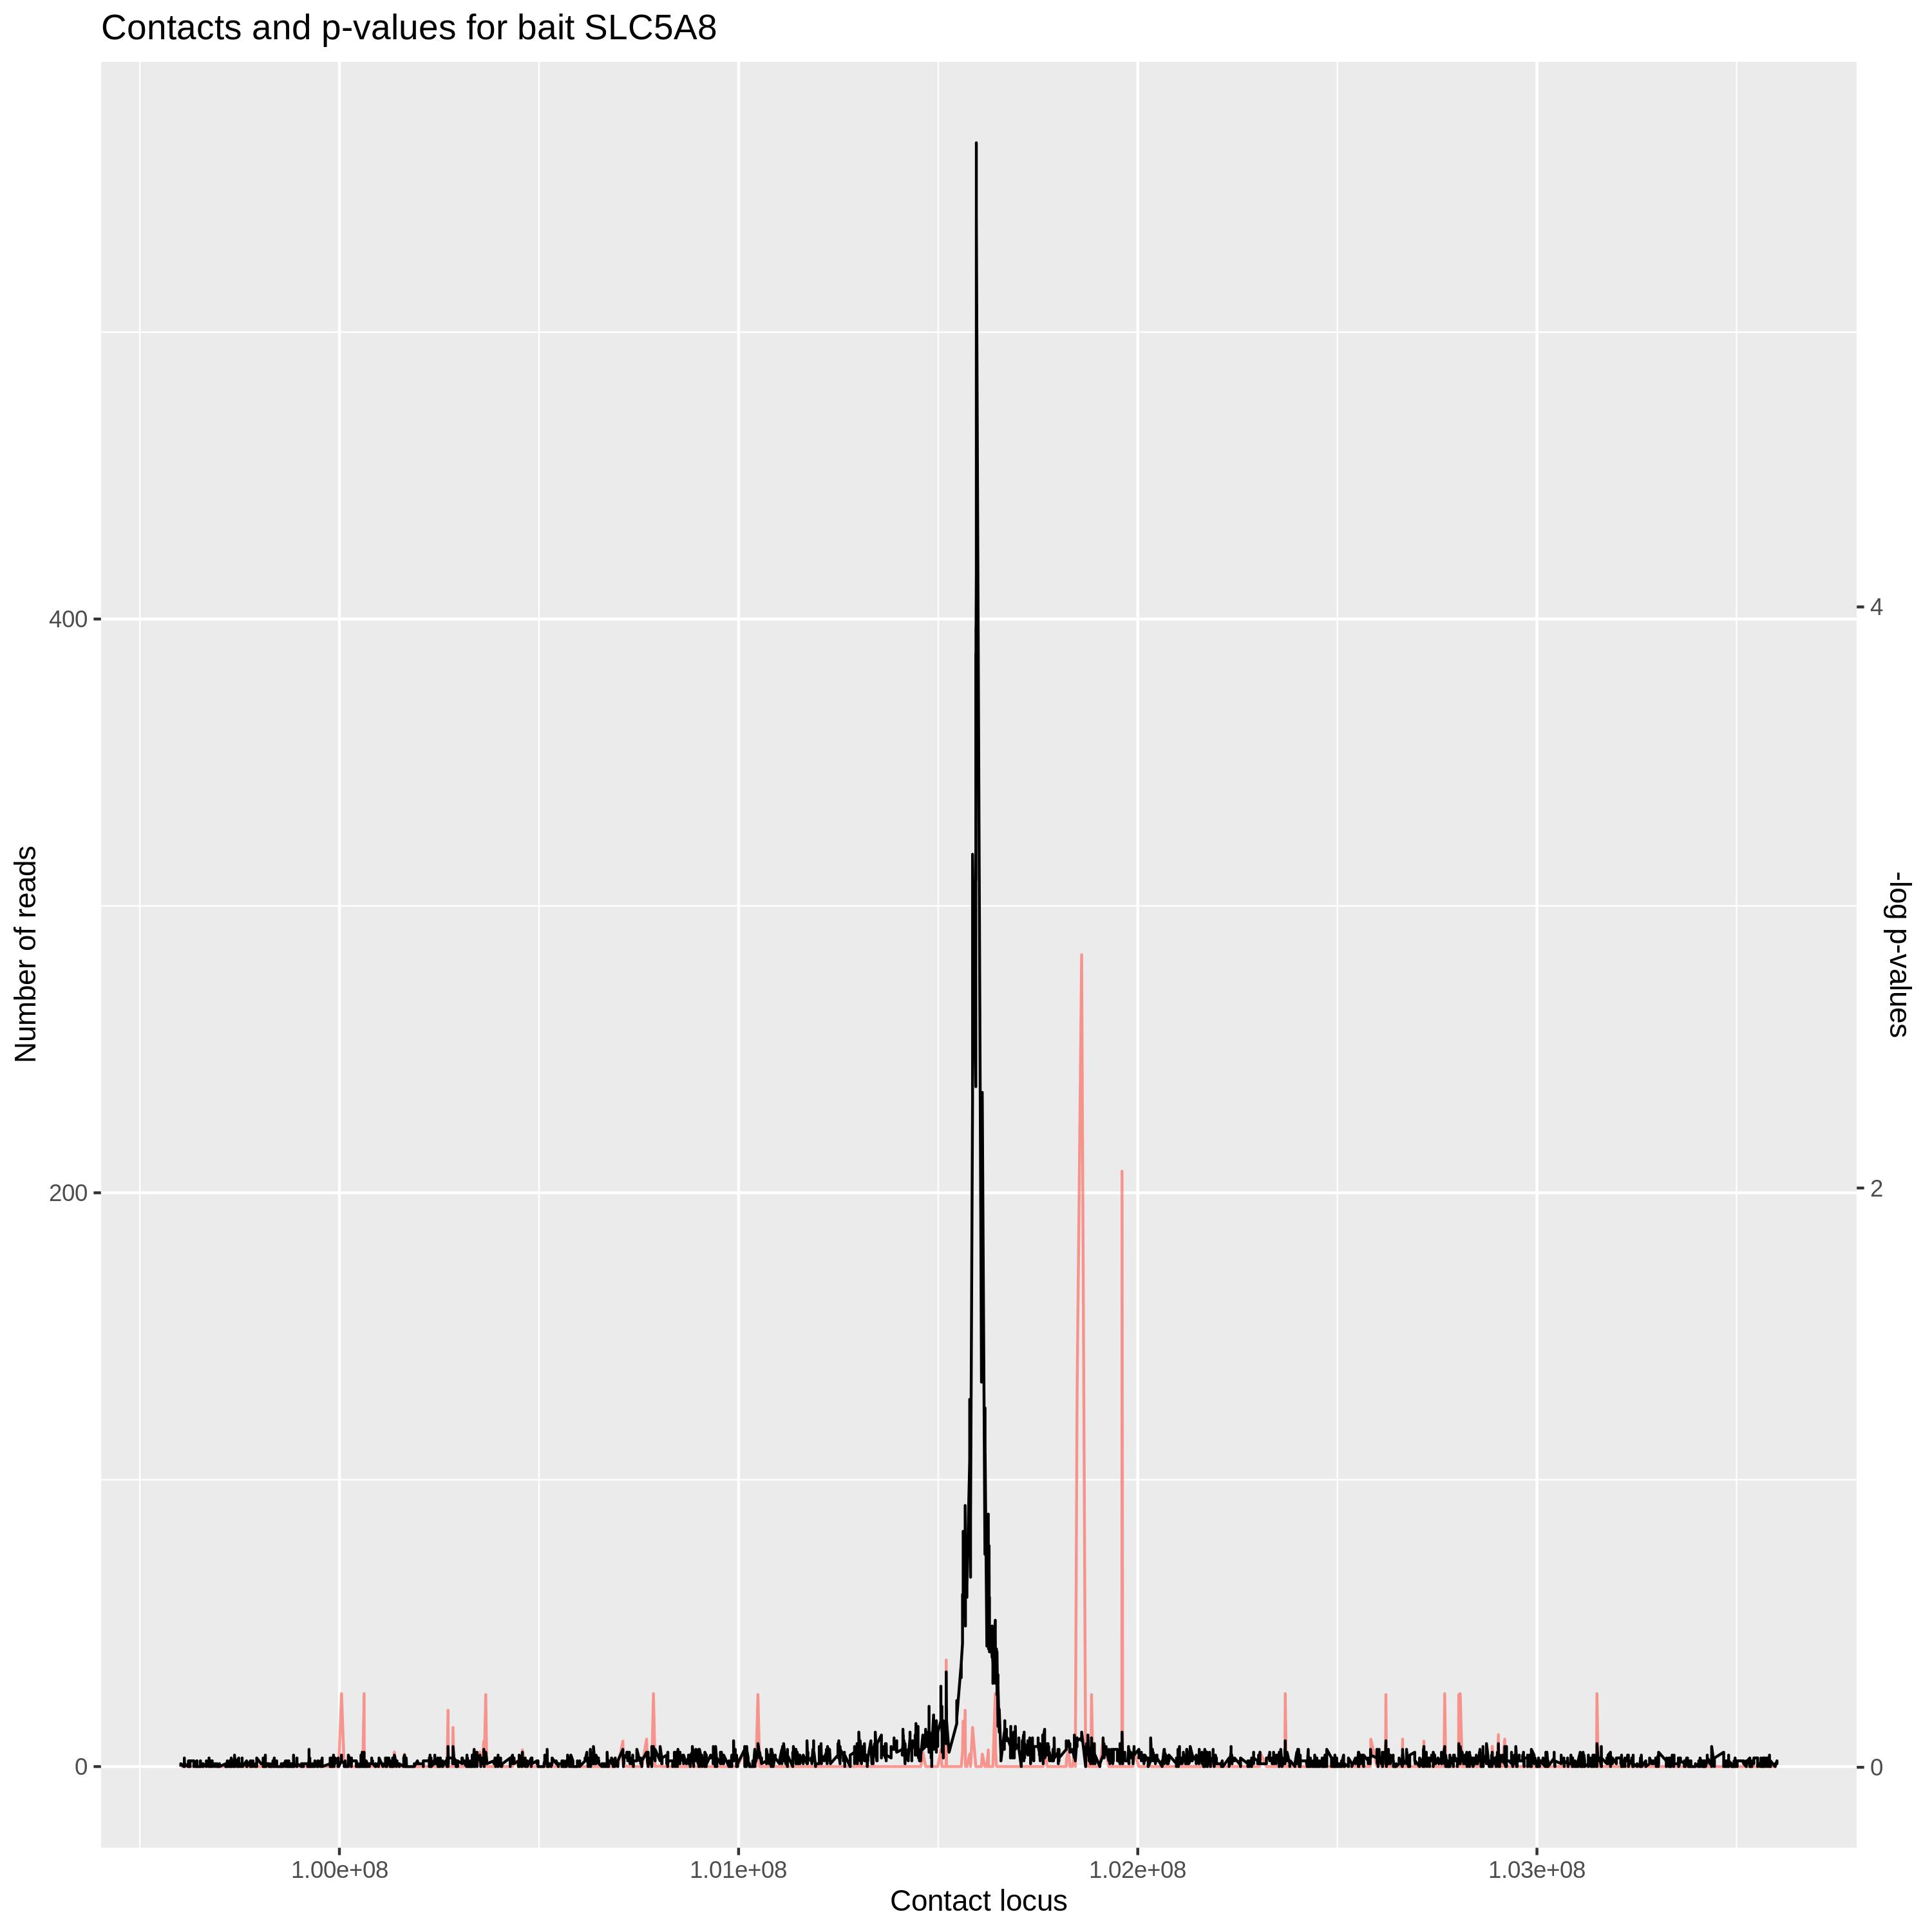 Contacts and p-values for bait SLC5A8
Number of reads
400
200
0
4
2
0
-log p-values
1.00e+08
1.01e+08
1.02e+08
1.03e+08
Contact locus